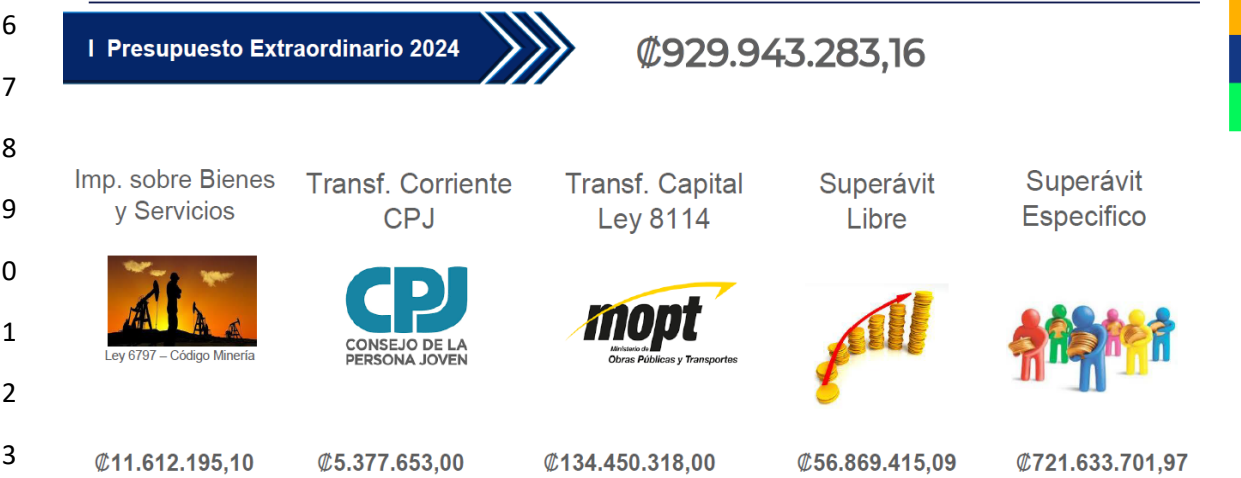 6
I Presupuesto Extraordinario 2024
₡929.943.283,16
7
8
Imp. sobre Bienes
y Servicios
Transf. Corriente
CPJ
Transf. Capital
Ley 8114
Superávit
Libre
Superávit
Especifico
9
0
CPJ
CONSEJO DE LA
PERSONA JOVEN
mopt
Ministerio de
Obras Públicas y Transportes
1
Ley 6797 – Código Minería
2
3
₡11.612.195,10
₡5.377.653,00
₡134.450.318,00
₡56.869.415,09
₡721.633.701,97